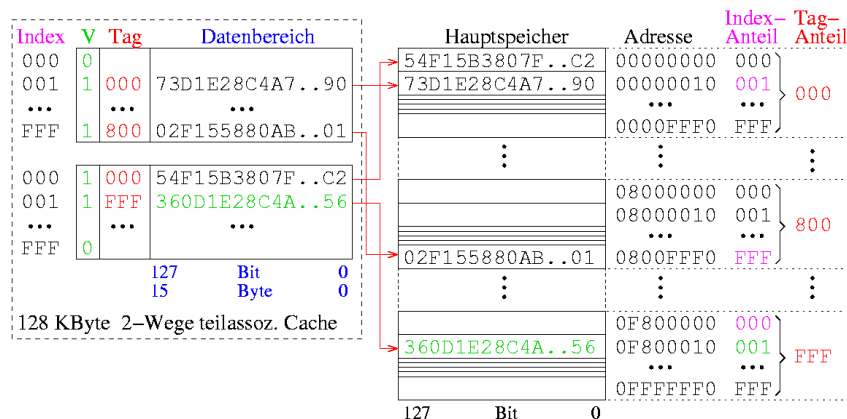 Index V Tag Datenbereich
000 0
001 1 000 73D1E28C4A7..90
... ...
FFF 1 800 02F155880AB..01
000 1 000 54F15B3807F..C2
001 1 FFF 360D1E28C4A..56
... ...
FFF 0
127 Bit 0
15 Byte 0
128 KByte 2-Wege teilassoz. Cache
Hauptspeicher Adresse Index-Anteil Tag-Anteil
54F15B3807F..C2 00000000 000
73D1E28C4A7..90 00000010 001 000
... ...
0000FFF0 FFF
08000000 000
08000010 001 800
... ...
02F155880AB..01 0800FFF0 FFF
0F800000 000
360D1E28C4A..56 0F800010 001 FFF
... ...
0FFFFFF0 FFF
127 Bit 0